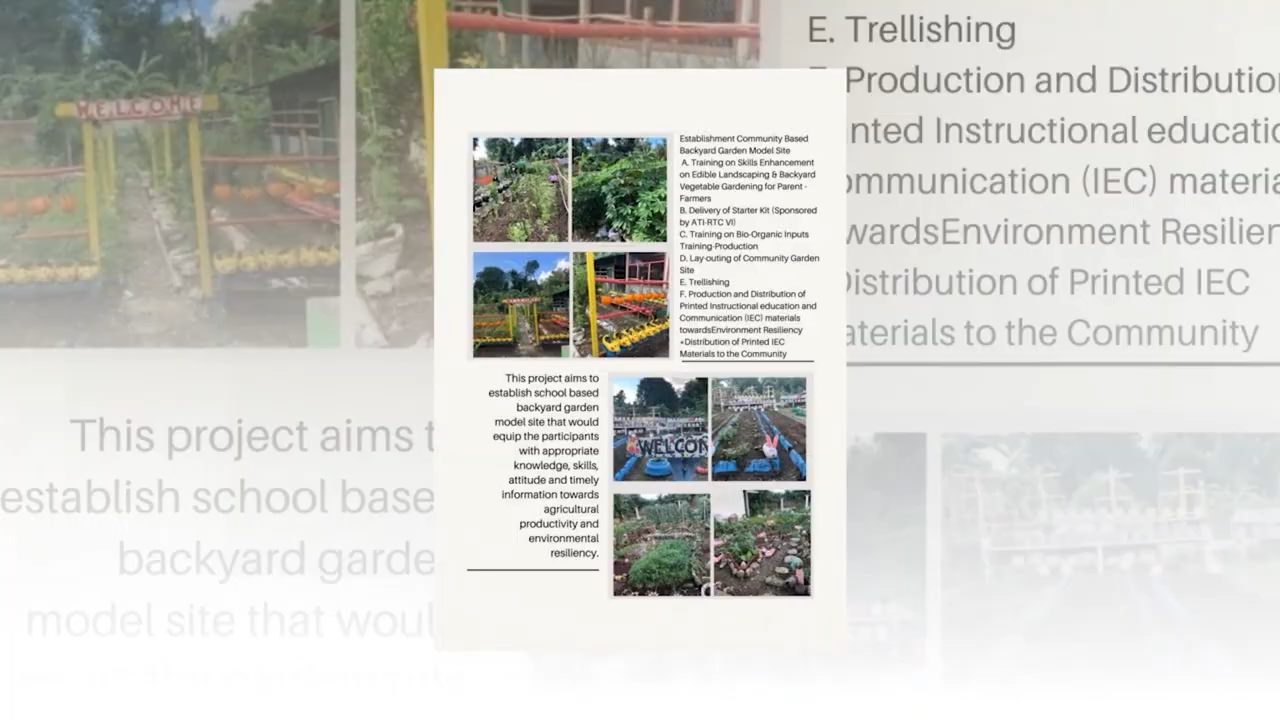 Establishment Community Based
Backyard Garden Model Site
A. Training on Skills Enhancement
on Edible Landscaping & Backyard
Vegetable Gardening for Parent -
Farmers
B. Delivery of Starter Kit (Sponsored
by ATI-RTC VI)
C. Training on Bio-Organic Inputs
Training-Production
D. Lay-outing of Community Garden
Site
E. Trellishing
F. Production and Distribution of
Printed Instructional education and
Communication (IEC) materials
towardsEnvironment Resiliency
+Distribution of Printed IEC
Materials to the Community
WELCOME
This project aims to
establish school based
backyard garden
model site that would
equip the participants
with appropriate
knowledge, skills,
attitude and timely
information towards
agricultural
productivity and
environmental
resiliency.
WELCOM
E. Trellishing
Production and Distribution
nted Instructional educatio
ommunication (IEC) materia
wardsEnvironment Resilien
Distribution of Printed IEC
aterials to the Community
WELCOME
This project aims t
establish school base
backyard garde
model site that woul